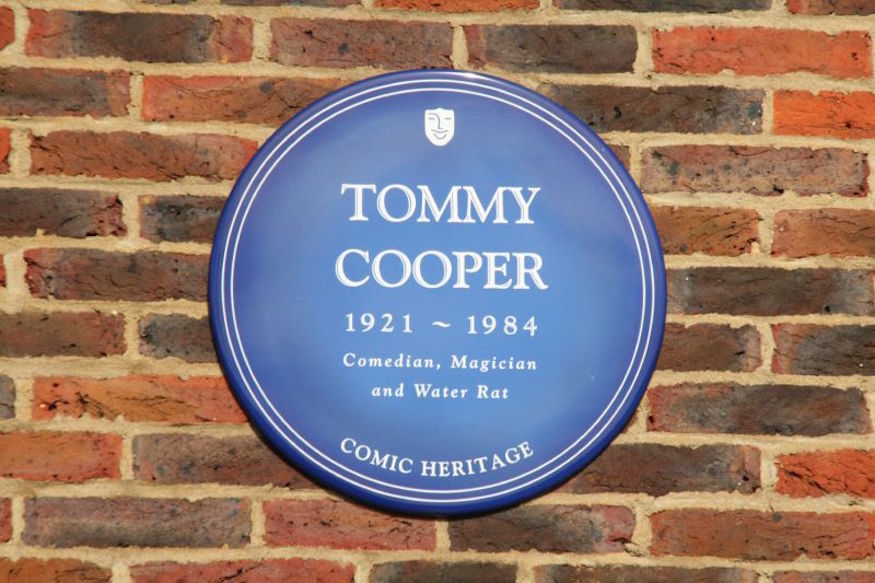 TOMMY
COOPER
1921 ~ 1984
Comedian, Magician
and Water Rat
COMIC HERITAGE